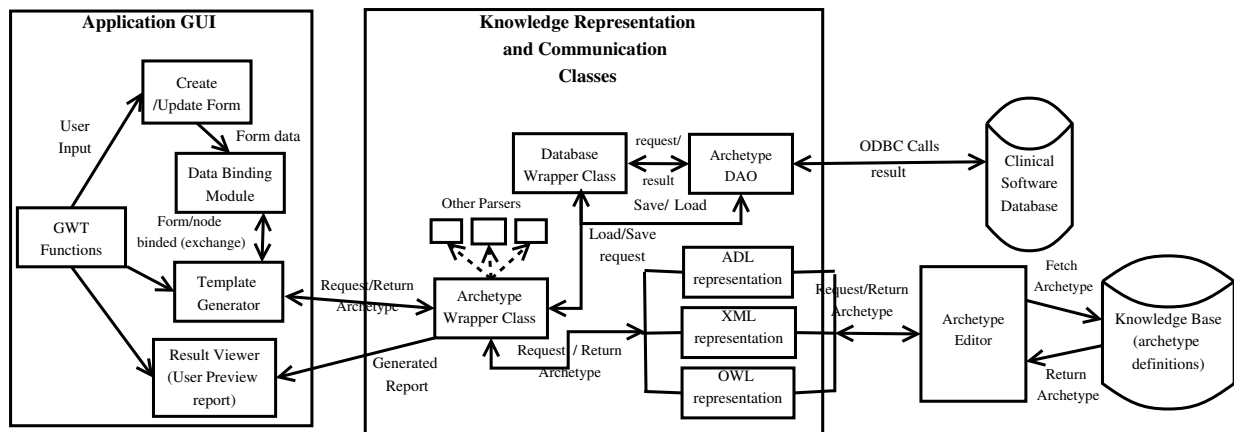 Application GUI
Create
/Update Form
User
Input
Form data
Data Binding
Module
GWT
Functions
Form/node
binded (exchange)
Template
Generator
Result Viewer
(User Preview
report)
Request/Return
Archetype
Generated
Report
Knowledge Representation
and Communication
Classes
Database
Wrapper Class
request/
result
Archetype
DAO
Save/ Load
Other Parsers
Load/Save
request
Archetype
Wrapper Class
Request / Return
Archetype
ADL
representation
XML
representation
OWL
representation
ODBC Calls
result
Clinical
Software
Database
Request/Return
Archetype
Archetype
Editor
Fetch
Archetype
Return
Archetype
Knowledge Base
(archetype
definitions)